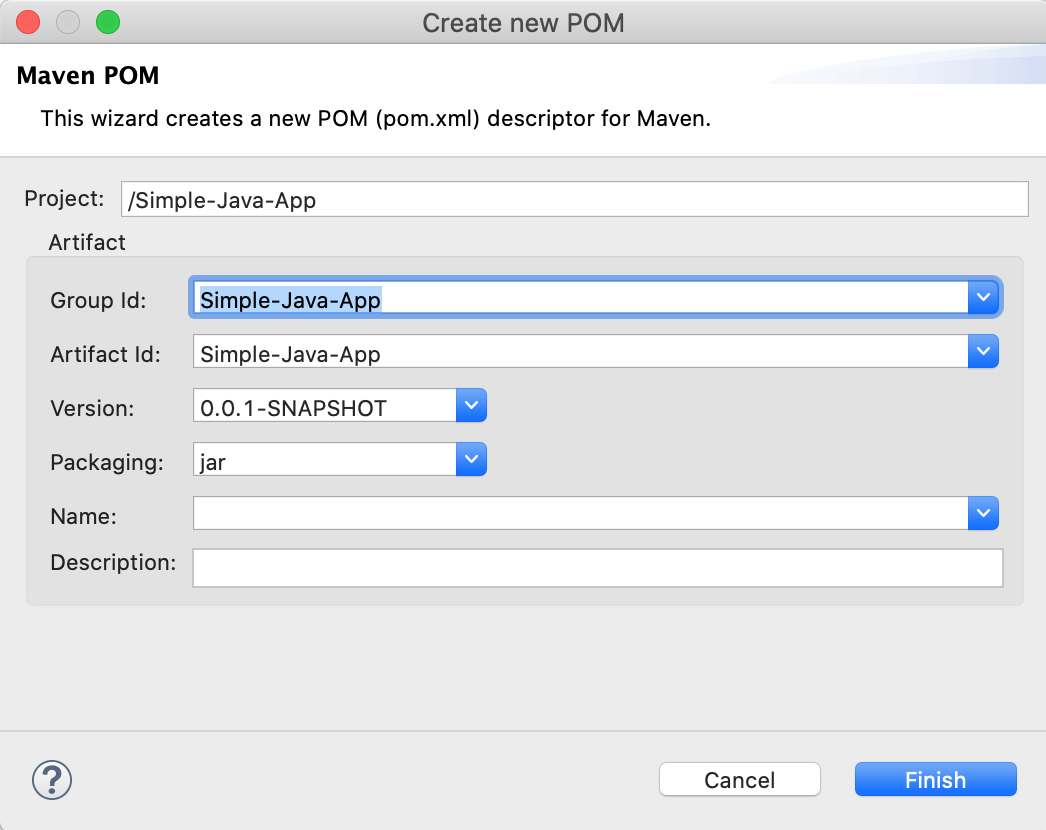 Create new POM
Maven POM
This wizard creates a new POM (pom.xml) descriptor for Maven.
Project: /Simple-Java-App
Artifact
Group Id: Simple-Java-App
Artifact Id: Simple-Java-App
Version: 0.0.1-SNAPSHOT
Packaging: jar
Name:
Description:
? Cancel Finish